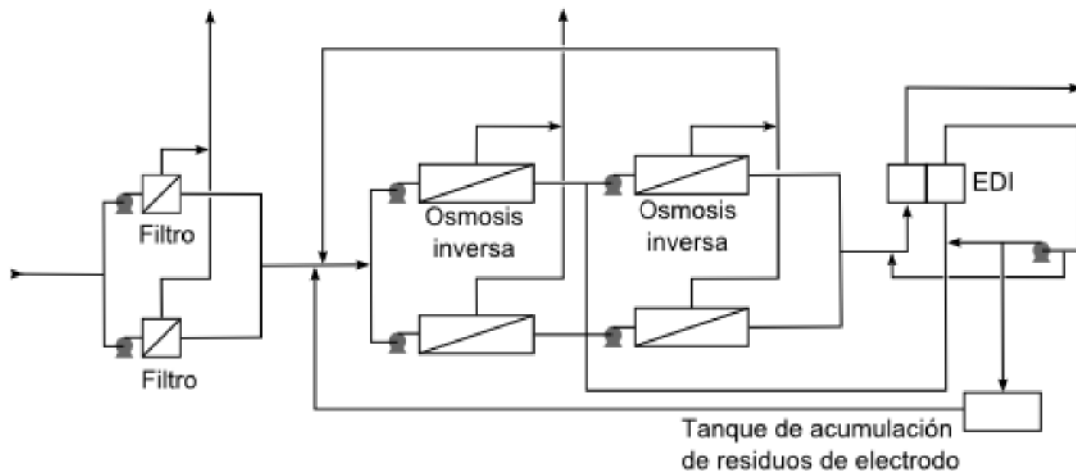 Filtro
Filtro
Osmosis
inversa
Osmosis
inversa
EDI
Tanque de acumulación
de residuos de electrodo